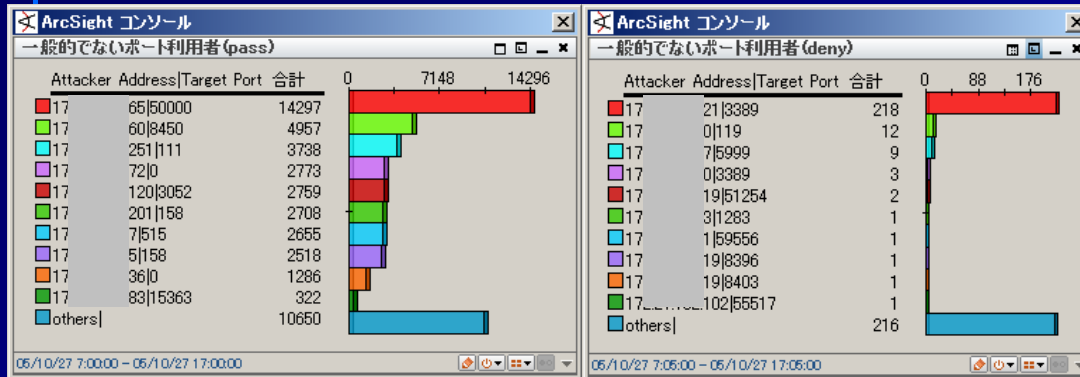 ArcSight コンソール
一般的でないポート利用者(pass)
Attacker Address|Target Port 合計
0 7148 14296
17 65|50000 14297
17 60|8450 4957
17 251|111 3738
17 72|0 2773
17 120|3052 2759
17 201|158 2708
17 7|515 2655
17 5|158 2518
17 36|0 1286
17 83|15363 322
others| 10650
05/10/27 7:00:00 - 05/10/27 17:00:00
ArcSight コンソール
一般的でないポート利用者(deny)
Attacker Address|Target Port 合計
0 88 176
17 21|3389 218
17 0|119 12
17 7|5999 9
17 0|3389 3
17 19|51254 2
17 3|1283 1
17 1|59556 1
17 19|8396 1
17 19|8403 1
102|55517 1
others| 216
05/10/27 7:05:00 - 05/10/27 17:05:00